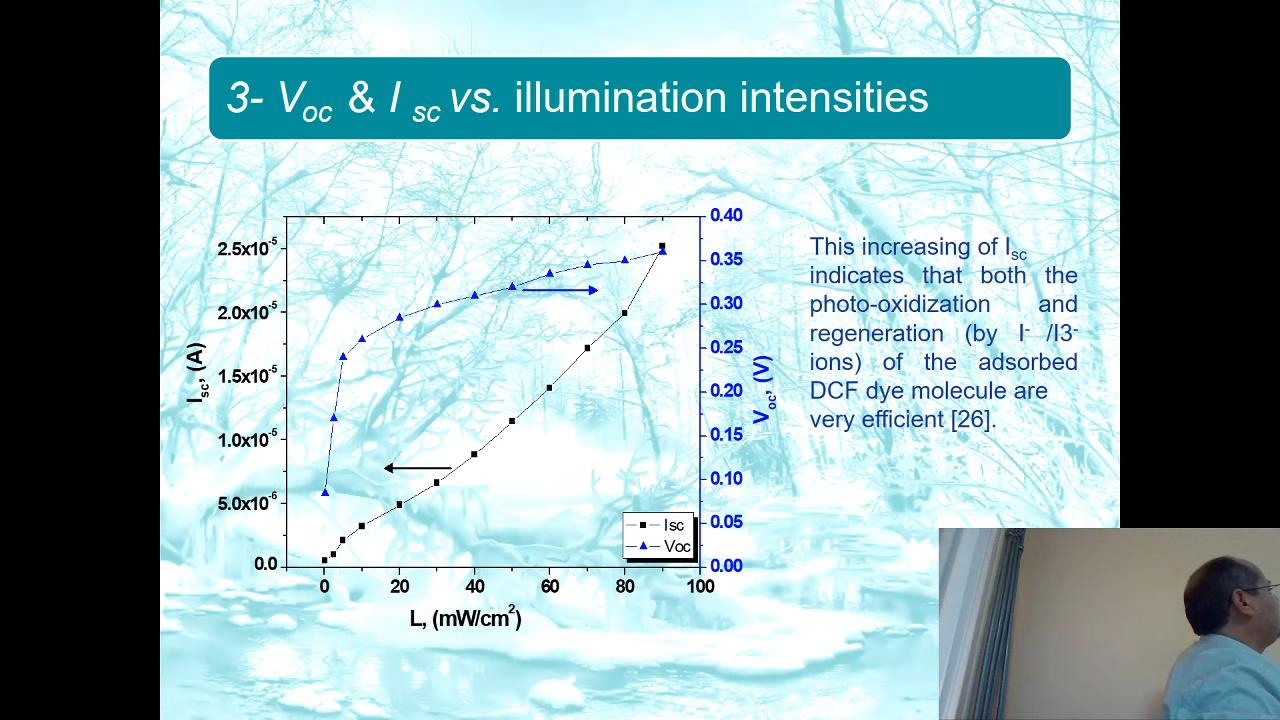 3- Voc & I sc vs. illumination intensities
0.40
0.35
0.30
0.25
0.20
0.15
0.10
0.05
0.00
2.5x10-5
2.0x10-5
1.5x10-5
1.0x10-5
5.0x10-6
0.0
Isc, (A)
Voc, (V)
Isc
Voc
0 20 40 60 80 100
L, (mW/cm2)
This increasing of Isc
indicates that both the
photo-oxidization and
regeneration (by I- /I3-
ions) of the adsorbed
DCF dye molecule are
very efficient [26].